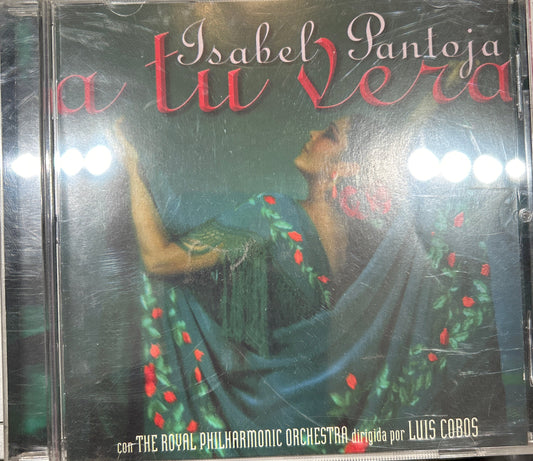 Isabel Pantoja
a tu vera
con THE ROYAL PHILHARMONIC ORCHESTRA dirigida por LUIS COBOS